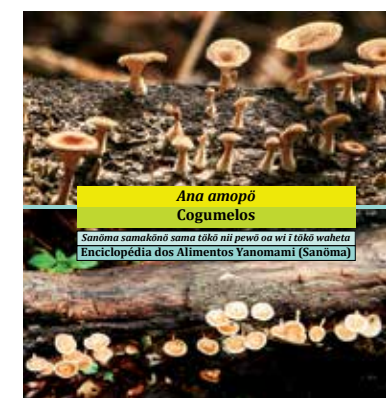 Ana amopö
Cogumelos
Sanöma samakönö sama tökö nii pewö oa wi ï tökö waheta
Enciclopédia dos Alimentos Yanomami (Sanöma)